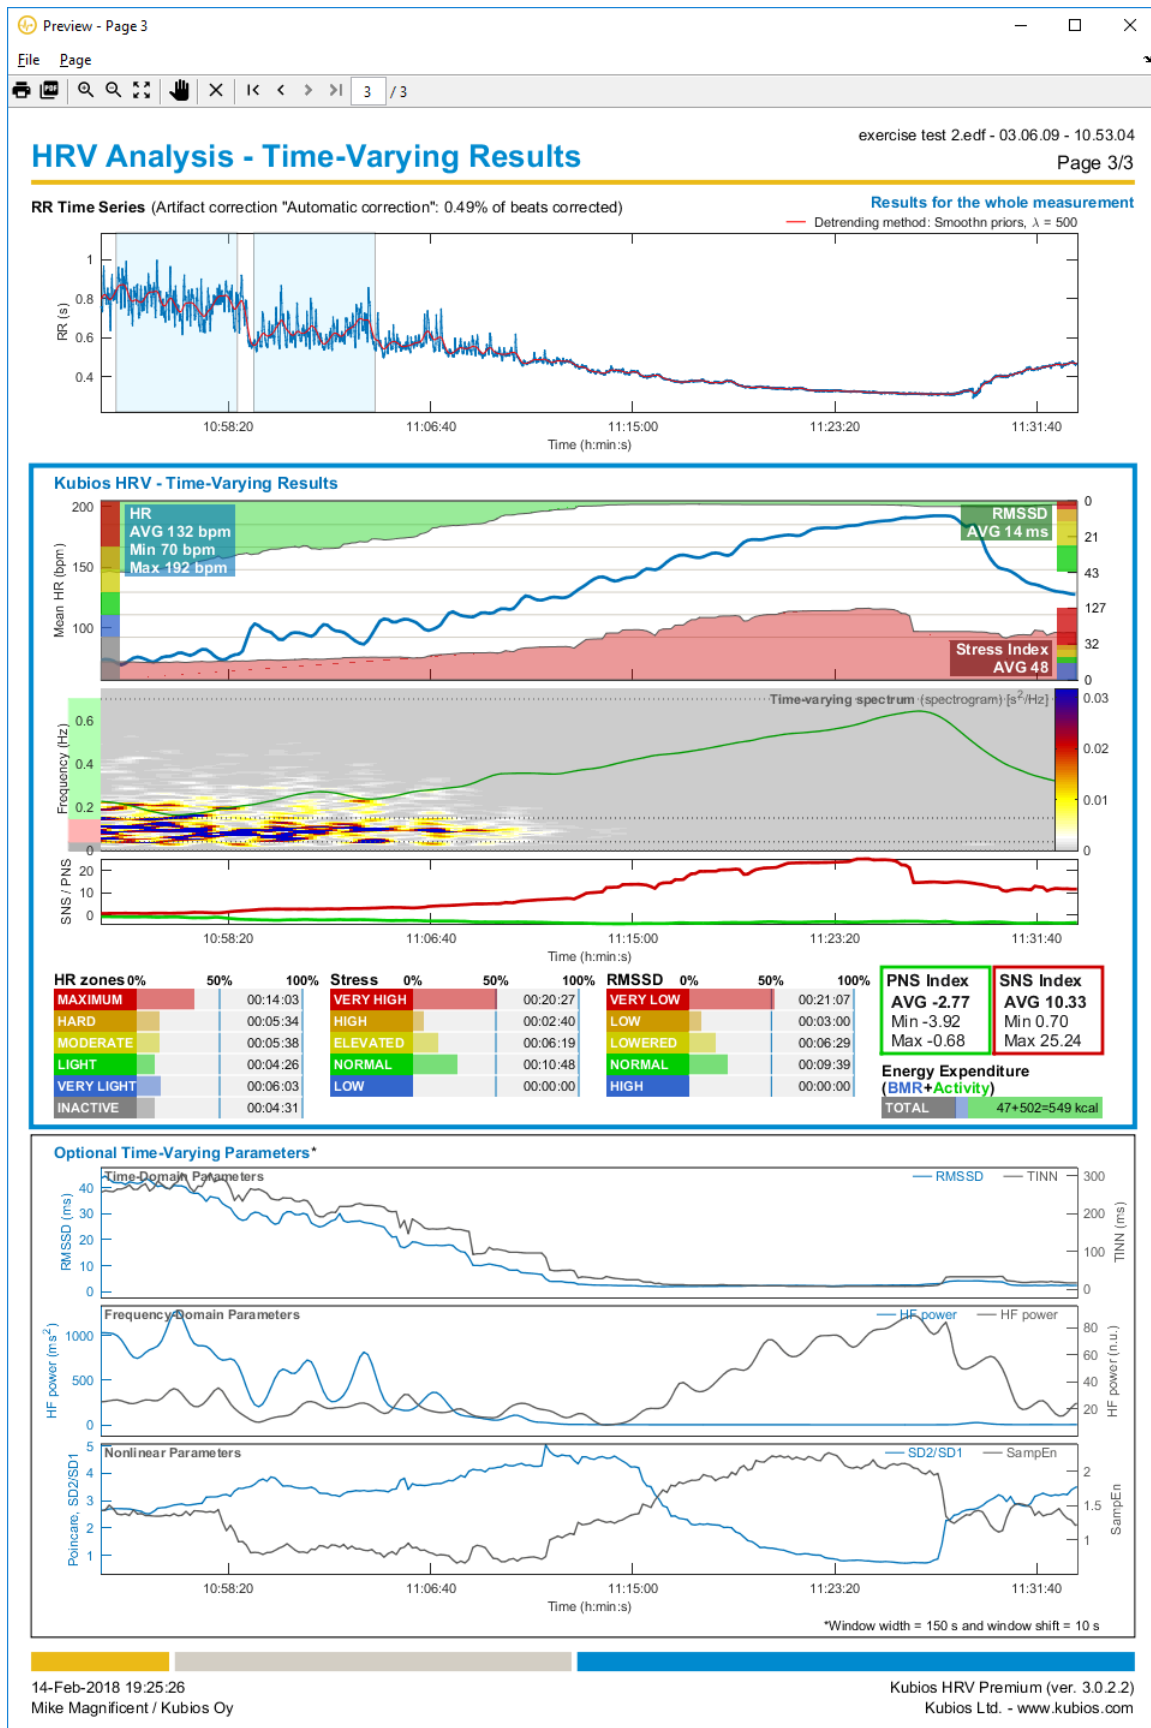 Preview - Page 3
File Page
3 / 3
exercise test 2.edf - 03.06.09 - 10.53.04
HRV Analysis - Time-Varying Results
Page 3/3
RR Time Series (Artifact correction "Automatic correction": 0.49% of beats corrected)
Results for the whole measurement
Detrending method: Smoothn priors, λ = 500
RR (s)
1
0.8
0.6
0.4
10:58:20 11:06:40 11:15:00 11:23:20 11:31:40
Time (h:min:s)
Kubios HRV - Time-Varying Results
Mean HR (bpm)
200
150
100
HR
AVG 132 bpm
Min 70 bpm
Max 192 bpm
RMSSD
AVG 14 ms
0
21
43
127
32
0
Stress Index
AVG 48
Time-varying spectrum (spectrogram) [s²/Hz]
Frequency (Hz)
0.6
0.4
0.2
0
0.03
0.02
0.01
0
SNS / PNS
20
10
0
10:58:20 11:06:40 11:15:00 11:23:20 11:31:40
Time (h:min:s)
HR zones 0% 50% 100%
MAXIMUM 00:14:03
HARD 00:05:34
MODERATE 00:05:38
LIGHT 00:04:26
VERY LIGHT 00:06:03
INACTIVE 00:04:31
Stress 0% 50% 100%
VERY HIGH 00:20:27
HIGH 00:02:40
ELEVATED 00:06:19
NORMAL 00:10:48
LOW 00:00:00
RMSSD 0% 50% 100%
VERY LOW 00:21:07
LOW 00:03:00
LOWERED 00:06:29
NORMAL 00:09:39
HIGH 00:00:00
PNS Index
AVG -2.77
Min -3.92
Max -0.68
SNS Index
AVG 10.33
Min 0.70
Max 25.24
Energy Expenditure
(BMR+Activity)
TOTAL 47+502=549 kcal
Optional Time-Varying Parameters*
Time-Domain Parameters
RMSSD TINN
RMSSD (ms)
40
30
20
10
0
300
200
100
0
TINN (ms)
Frequency-Domain Parameters
HF power HF power
HF power (ms²)
1000
500
0
80
60
40
20
HF power (n.u.)
Nonlinear Parameters
SD2/SD1 SampEn
Poincare, SD2/SD1
5
4
3
2
1
2
1.5
1
SampEn
10:58:20 11:06:40 11:15:00 11:23:20 11:31:40
Time (h:min:s)
*Window width = 150 s and window shift = 10 s
14-Feb-2018 19:25:26
Mike Magnificent / Kubios Oy
Kubios HRV Premium (ver. 3.0.2.2)
Kubios Ltd. - www.kubios.com